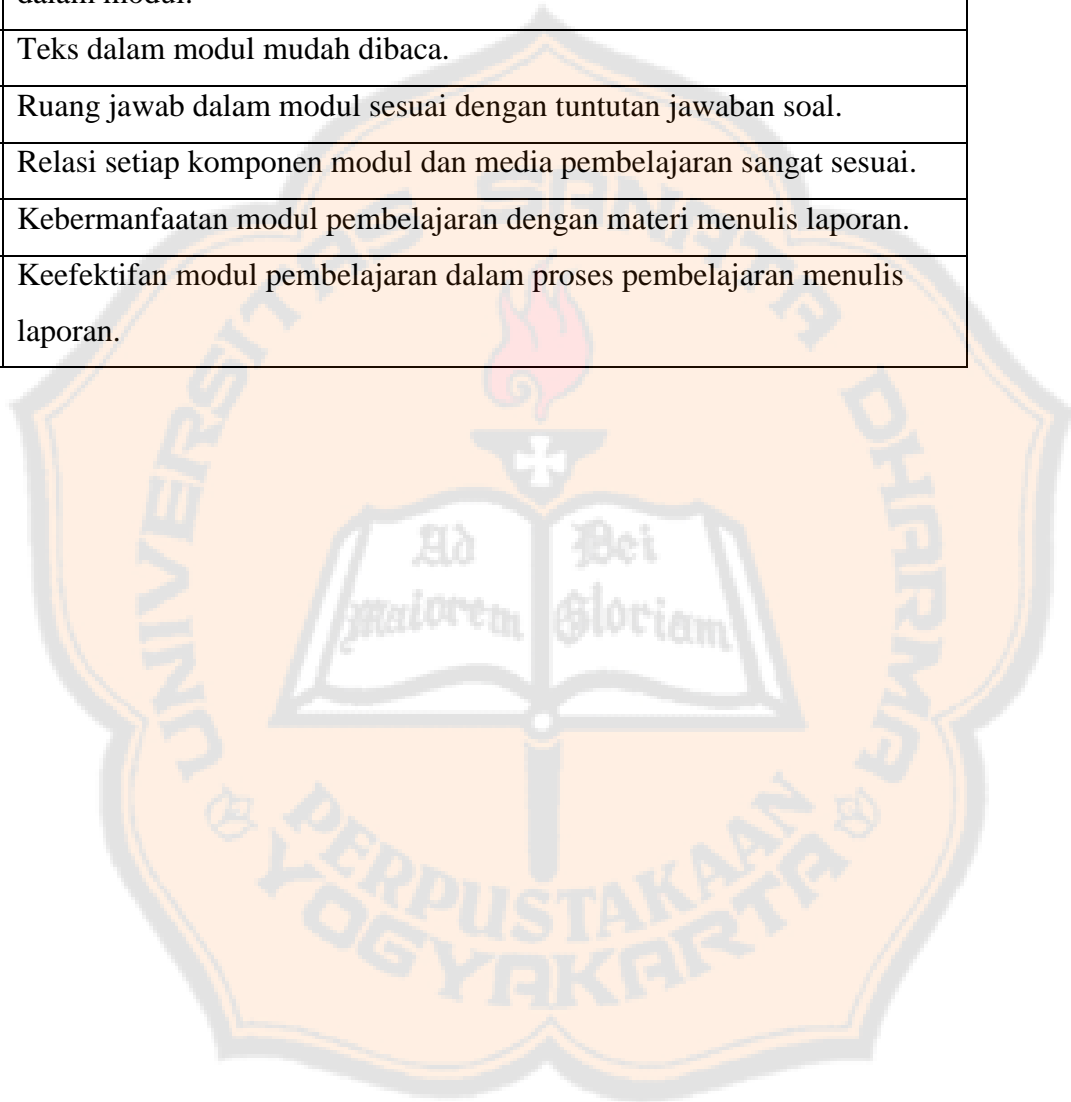 dalam modul.
Teks dalam modul mudah dibaca.
Ruang jawab dalam modul sesuai dengan tuntutan jawaban soal.
Relasi setiap komponen modul dan media pembelajaran sangat sesuai.
Kebermanfaatan modul pembelajaran dengan materi menulis laporan.
Keefektifan modul pembelajaran dalam proses pembelajaran menulis
laporan.
UNIVERSITAS SANATA DHARMA
Ad Dei
Maiorem Gloriam
PERPUSTAKAAN
YOGYAKARTA